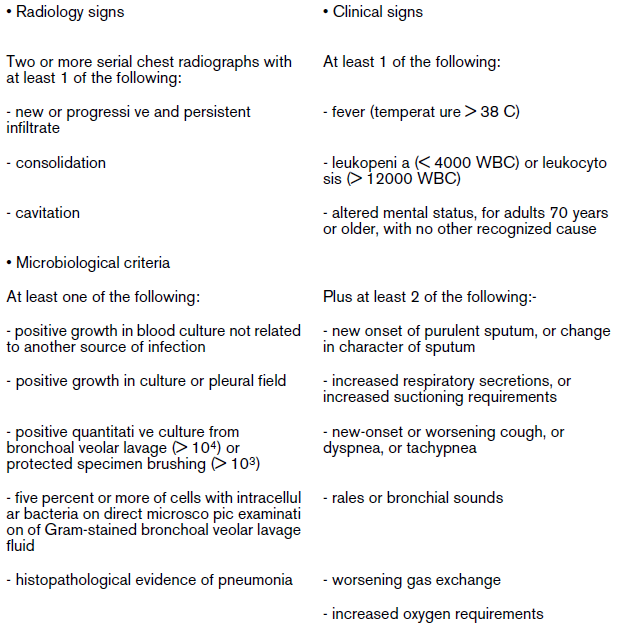 • Radiology signs
• Clinical signs
Two or more serial chest radiographs with
at least 1 of the following:
At least 1 of the following:
- new or progressi ve and persistent
infiltrate
- fever (temperat ure > 38 C)
- consolidation
- leukopeni a (< 4000 WBC) or leukocyto
sis (> 12000 WBC)
- cavitation
- altered mental status, for adults 70 years
or older, with no other recognized cause
• Microbiological criteria
At least one of the following:
Plus at least 2 of the following:-
- positive growth in blood culture not related
to another source of infection
- new onset of purulent sputum, or change
in character of sputum
- positive growth in culture or pleural field
- increased respiratory secretions, or
increased suctioning requirements
- positive quantitati ve culture from
bronchoal veolar lavage (> 10⁴) or
protected specimen brushing (> 10³)
- new-onset or worsening cough, or
dyspnea, or tachypnea
- five percent or more of cells with intracellul
ar bacteria on direct microsco pic examinati
on of Gram-stained bronchoal veolar lavage
fluid
- rales or bronchial sounds
- histopathological evidence of pneumonia
- worsening gas exchange
- increased oxygen requirements